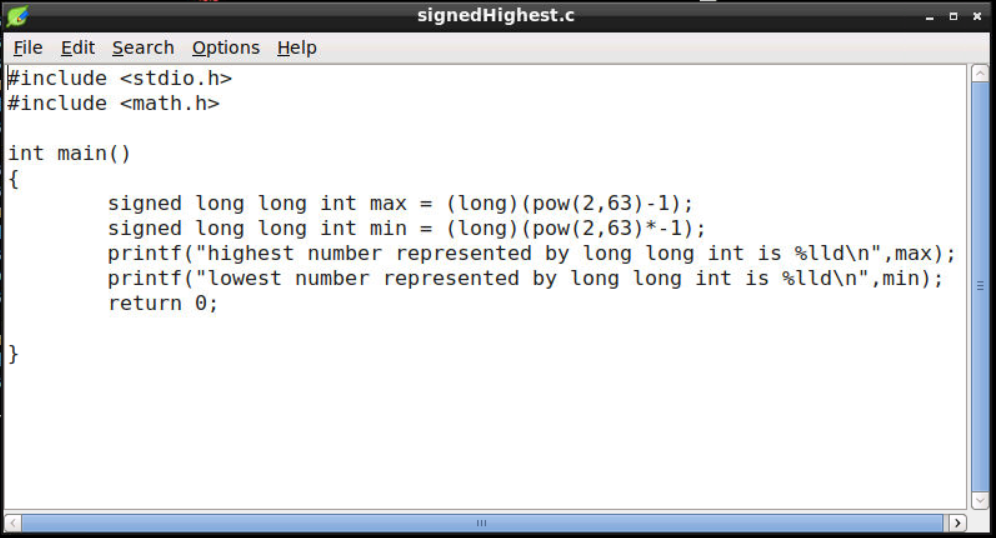 signedHighest.c
File Edit Search Options Help
#include <stdio.h>
#include <math.h>
int main()
{
signed long long int max = (long)(pow(2,63)-1);
signed long long int min = (long)(pow(2,63)*-1);
printf("highest number represented by long long int is %lld\n",max);
printf("lowest number represented by long long int is %lld\n",min);
return 0;
}